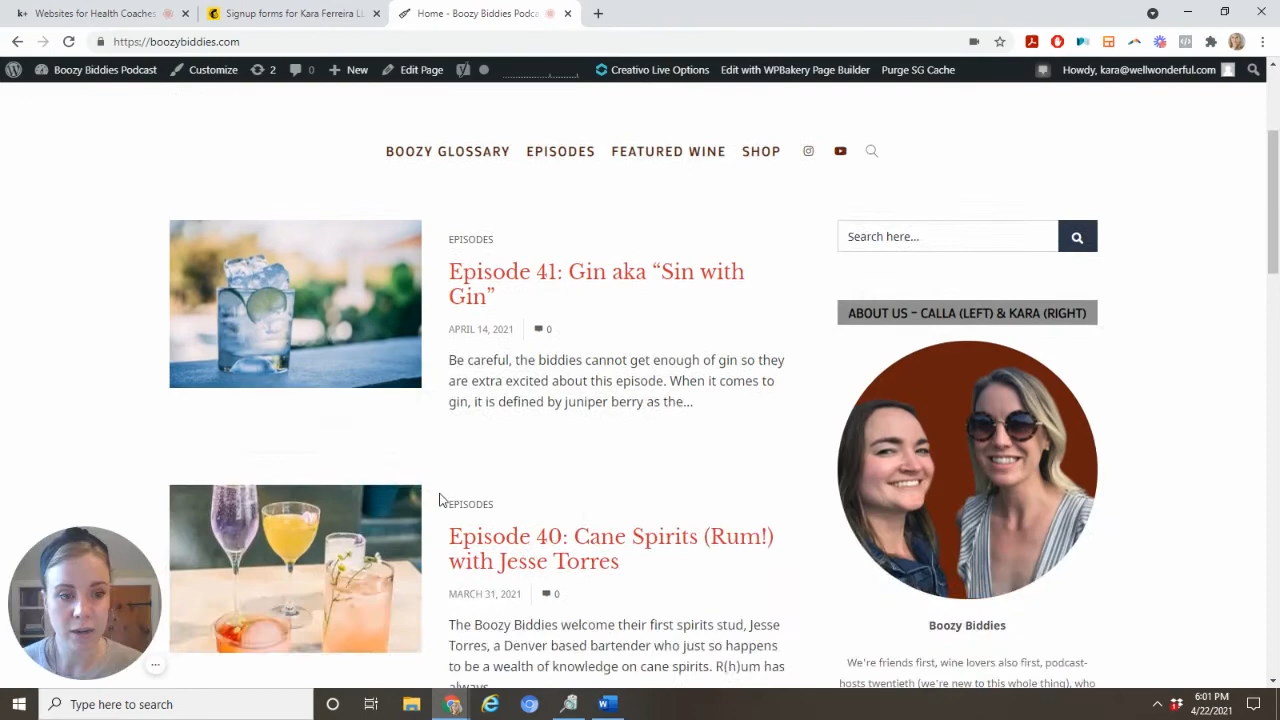 Websites for Health Coaches
Signup forms for Kara Ferreira LL
Home - Boozy Biddies Podca
https://boozybiddies.com
Boozy Biddies Podcast
Customize
2
0
New
Edit Page
Creativo Live Options
Edit with WPBakery Page Builder
Purge SG Cache
Howdy, kara@wellwonderful.com
BOOZY GLOSSARY
EPISODES
FEATURED WINE
SHOP
EPISODES
Episode 41: Gin aka “Sin with
Gin”
APRIL 14, 2021
0
Be careful, the biddies cannot get enough of gin so they
are extra excited about this episode. When it comes to
gin, it is defined by juniper berry as the...
EPISODES
Episode 40: Cane Spirits (Rum!)
with Jesse Torres
MARCH 31, 2021
0
The Boozy Biddies welcome their first spirits stud, Jesse
Torres, a Denver based bartender who just so happens
to be a wealth of knowledge on cane spirits. R(h)um has
always
Search here...
ABOUT US – CALLA (LEFT) & KARA (RIGHT)
Boozy Biddies
We're friends first, wine lovers also first, podcast-
hosts twentieth (we're new to this whole thing), who
Type here to search
6:01 PM
4/22/2021